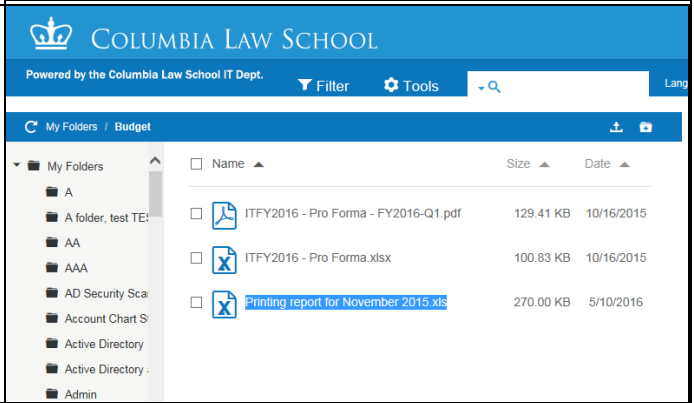 COLUMBIA LAW SCHOOL
Powered by the Columbia Law School IT Dept.
Filter
Tools
Lang
My Folders / Budget
My Folders
A
A folder, test TES
AA
AAA
AD Security Sca
Account Chart S
Active Directory
Active Directory
Admin
Name Size Date
ITFY2016 - Pro Forma - FY2016-Q1.pdf 129.41 KB 10/16/2015
ITFY2016 - Pro Forma.xlsx 100.83 KB 10/16/2015
Printing report for November 2015.xls 270.00 KB 5/10/2016